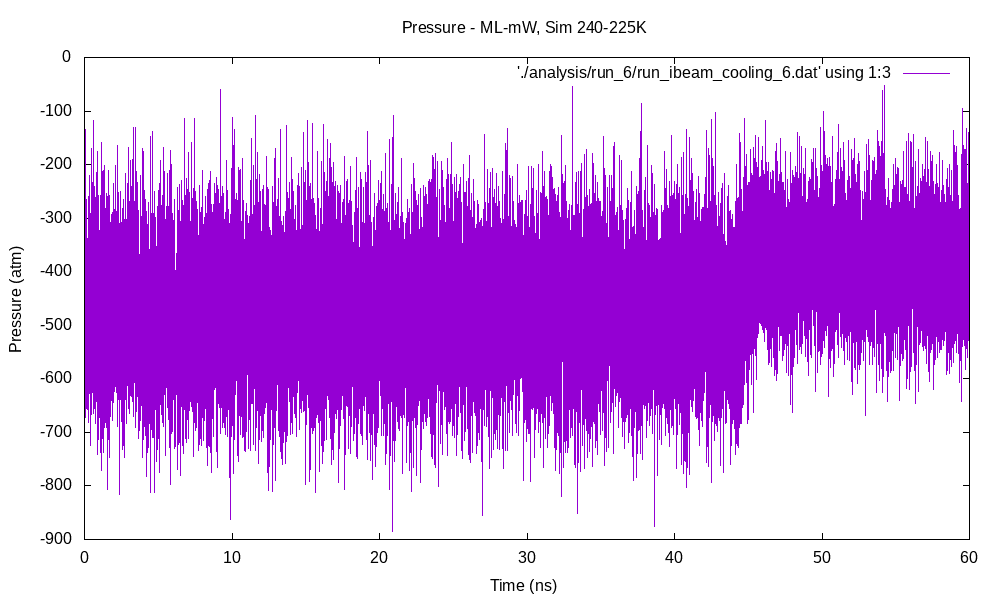 Pressure - ML-mW, Sim 240-225K
'./analysis/run_6/run_ibeam_cooling_6.dat' using 1:3
Pressure (atm)
0
-100
-200
-300
-400
-500
-600
-700
-800
-900
0 10 20 30 40 50 60
Time (ns)